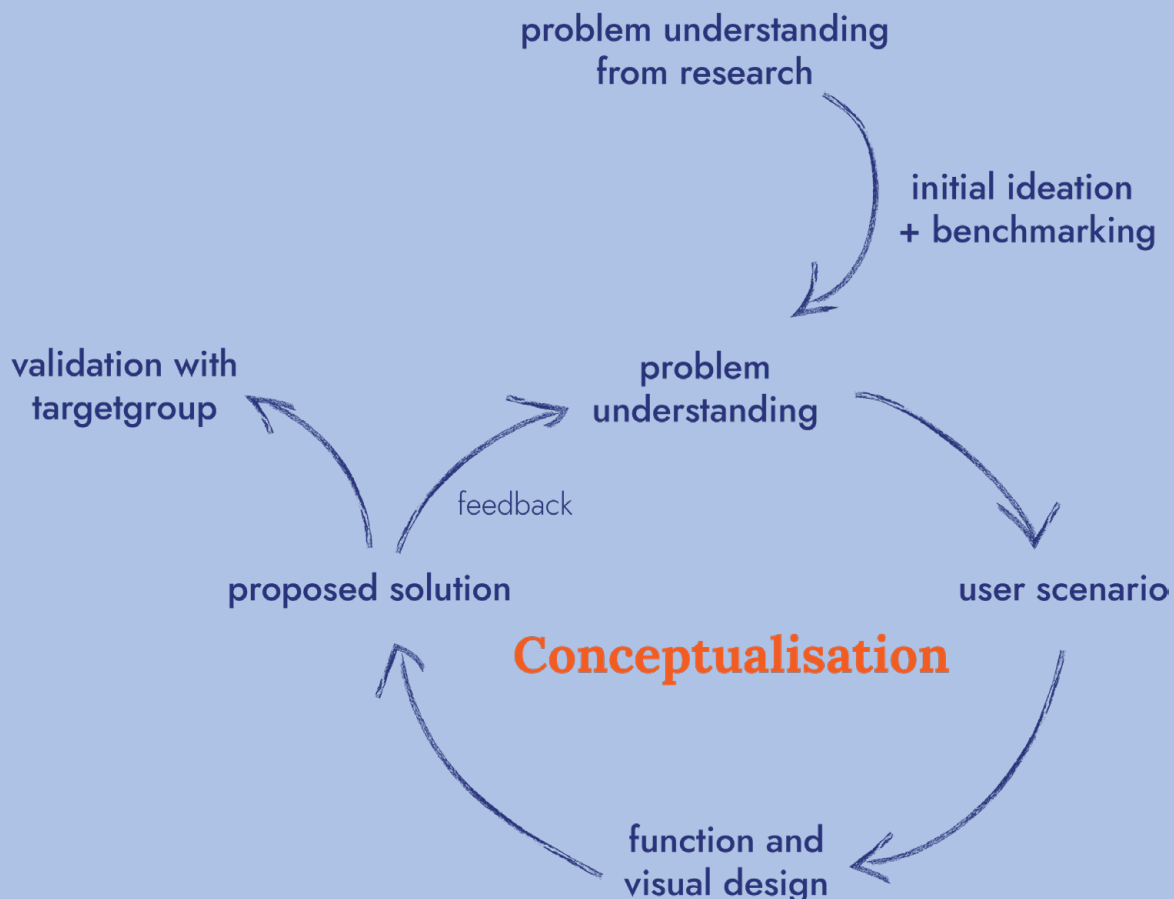 problem understanding
from research
initial ideation
+ benchmarking
validation with
targetgroup
problem
understanding
feedback
proposed solution
user scenario
Conceptualisation
function and
visual design